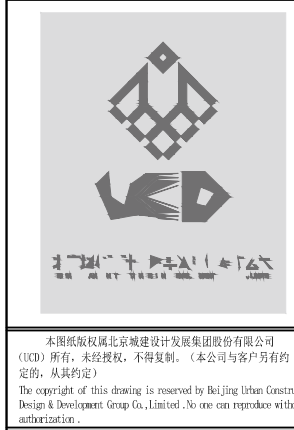 UCD
本图纸版权属北京城建设计发展集团股份有限公司
（UCD）所有，未经授权，不得复制。（本公司与客户另有约
定的，从其约定）
The copyright of this drawing is reserved by Beijing Urban Constru
Design & Development Group Co.,Limited .No one can reproduce witho
authorization .